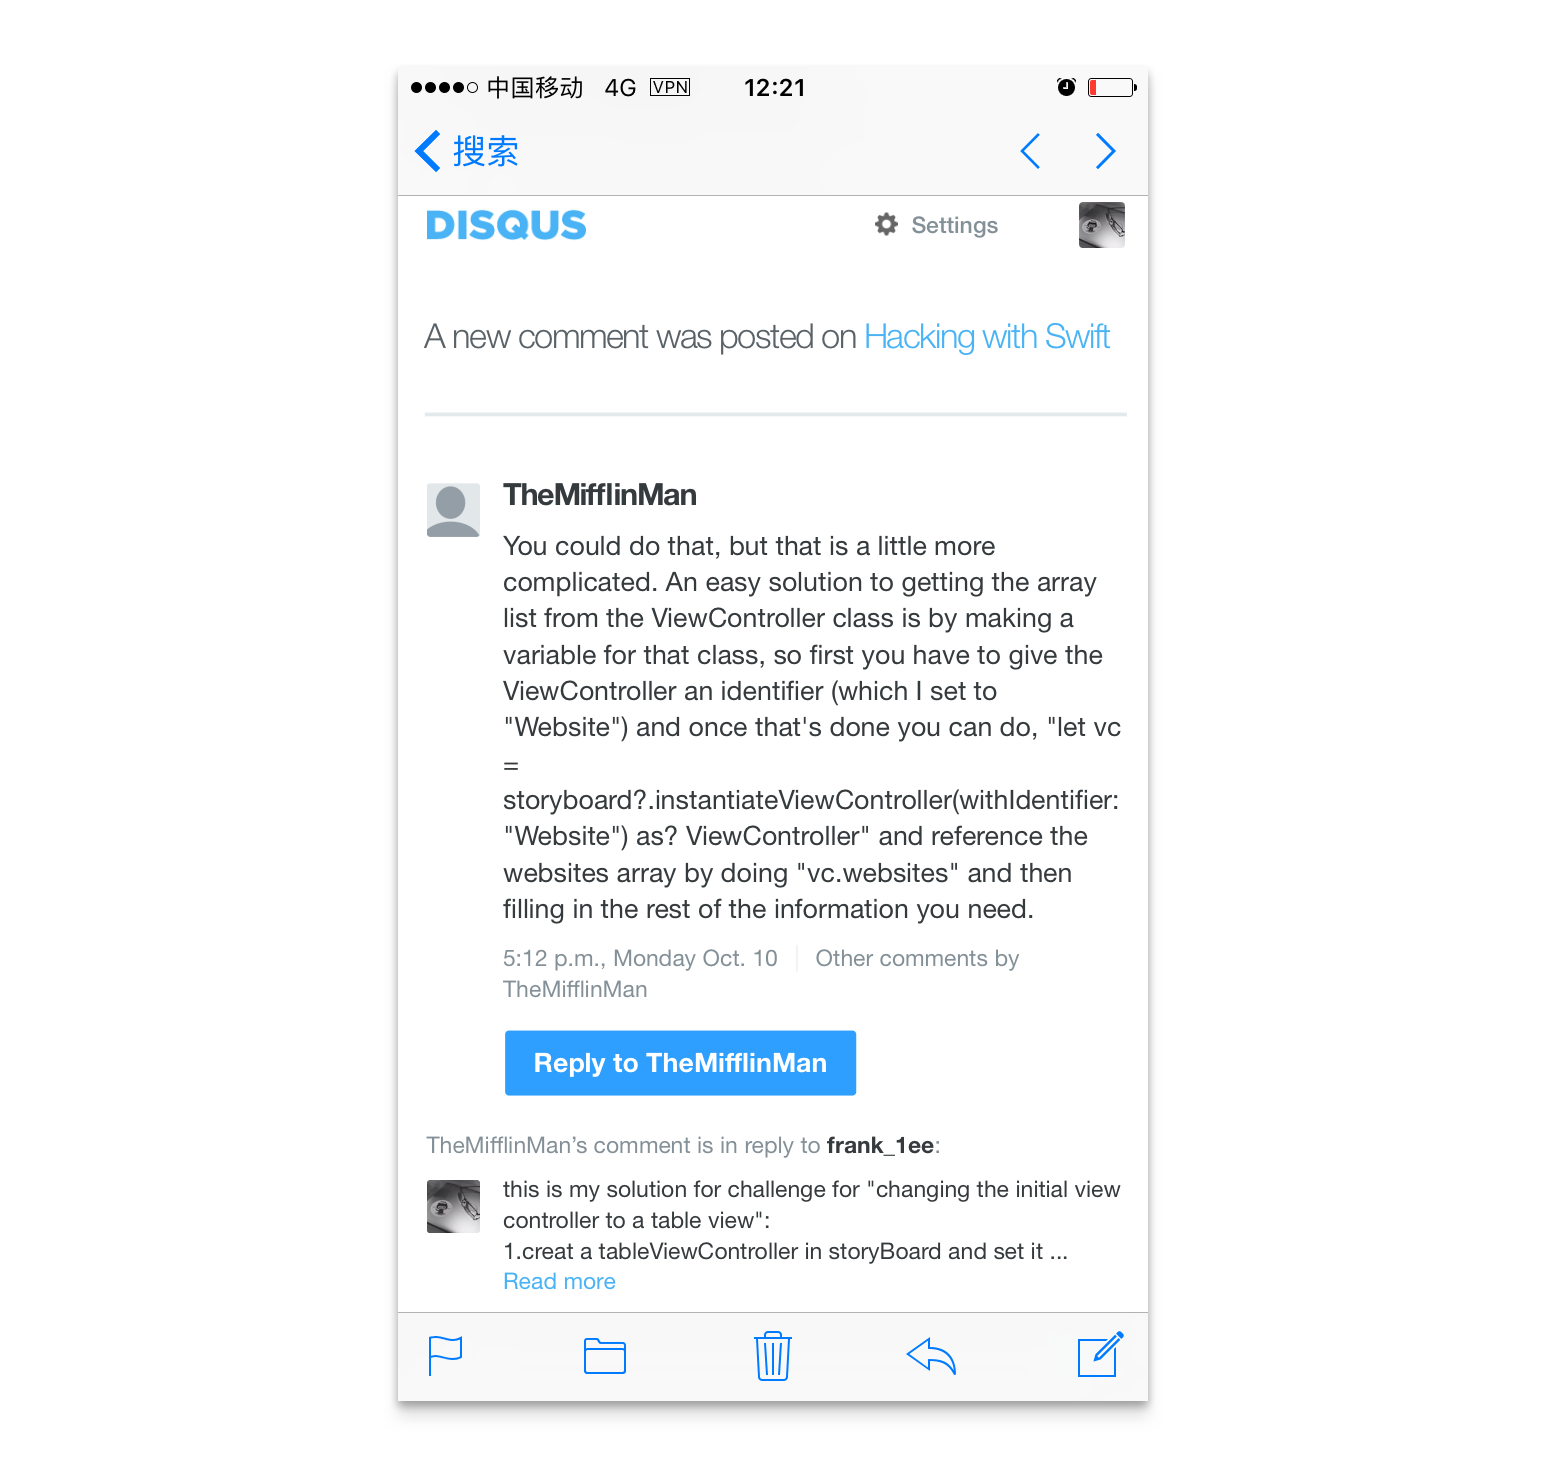 中国移动 4G VPN 12:21
搜索
DISQUS Settings
A new comment was posted on Hacking with Swift
TheMifflinMan
You could do that, but that is a little more
complicated. An easy solution to getting the array
list from the ViewController class is by making a
variable for that class, so first you have to give the
ViewController an identifier (which I set to
"Website") and once that's done you can do, "let vc
=
storyboard?.instantiateViewController(withIdentifier:
"Website") as? ViewController" and reference the
websites array by doing "vc.websites" and then
filling in the rest of the information you need.
5:12 p.m., Monday Oct. 10 Other comments by
TheMifflinMan
Reply to TheMifflinMan
TheMifflinMan’s comment is in reply to frank_1ee:
this is my solution for challenge for "changing the initial view
controller to a table view":
1.creat a tableViewController in storyBoard and set it ...
Read more